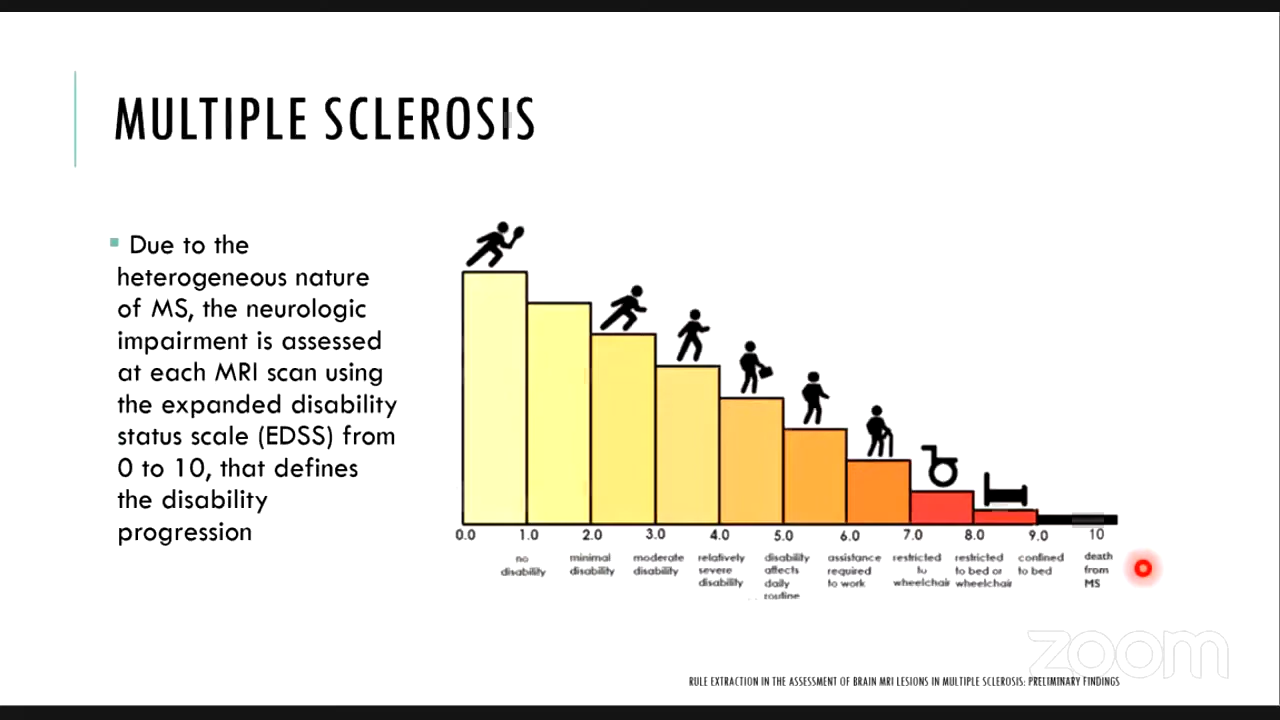 MULTIPLE SCLEROSIS
Due to the
heterogeneous nature
of MS, the neurologic
impairment is assessed
at each MRI scan using
the expanded disability
status scale (EDSS) from
0 to 10, that defines
the disability
progression
0.0 1.0 2.0 3.0 4.0 5.0 6.0 7.0 8.0 9.0 10
no
disability
minimal
disability
moderate
disability
relatively
severe
disability
disability
affects
daily
routine
assistance
required
to work
restricted
to
wheelchair
restricted
to bed or
wheelchair
confined
to bed
death
from
MS
zoom
RULE EXTRACTION IN THE ASSESSMENT OF BRAIN MRI LESIONS IN MULTIPLE SCLEROSIS: PRELIMINARY FINDINGS